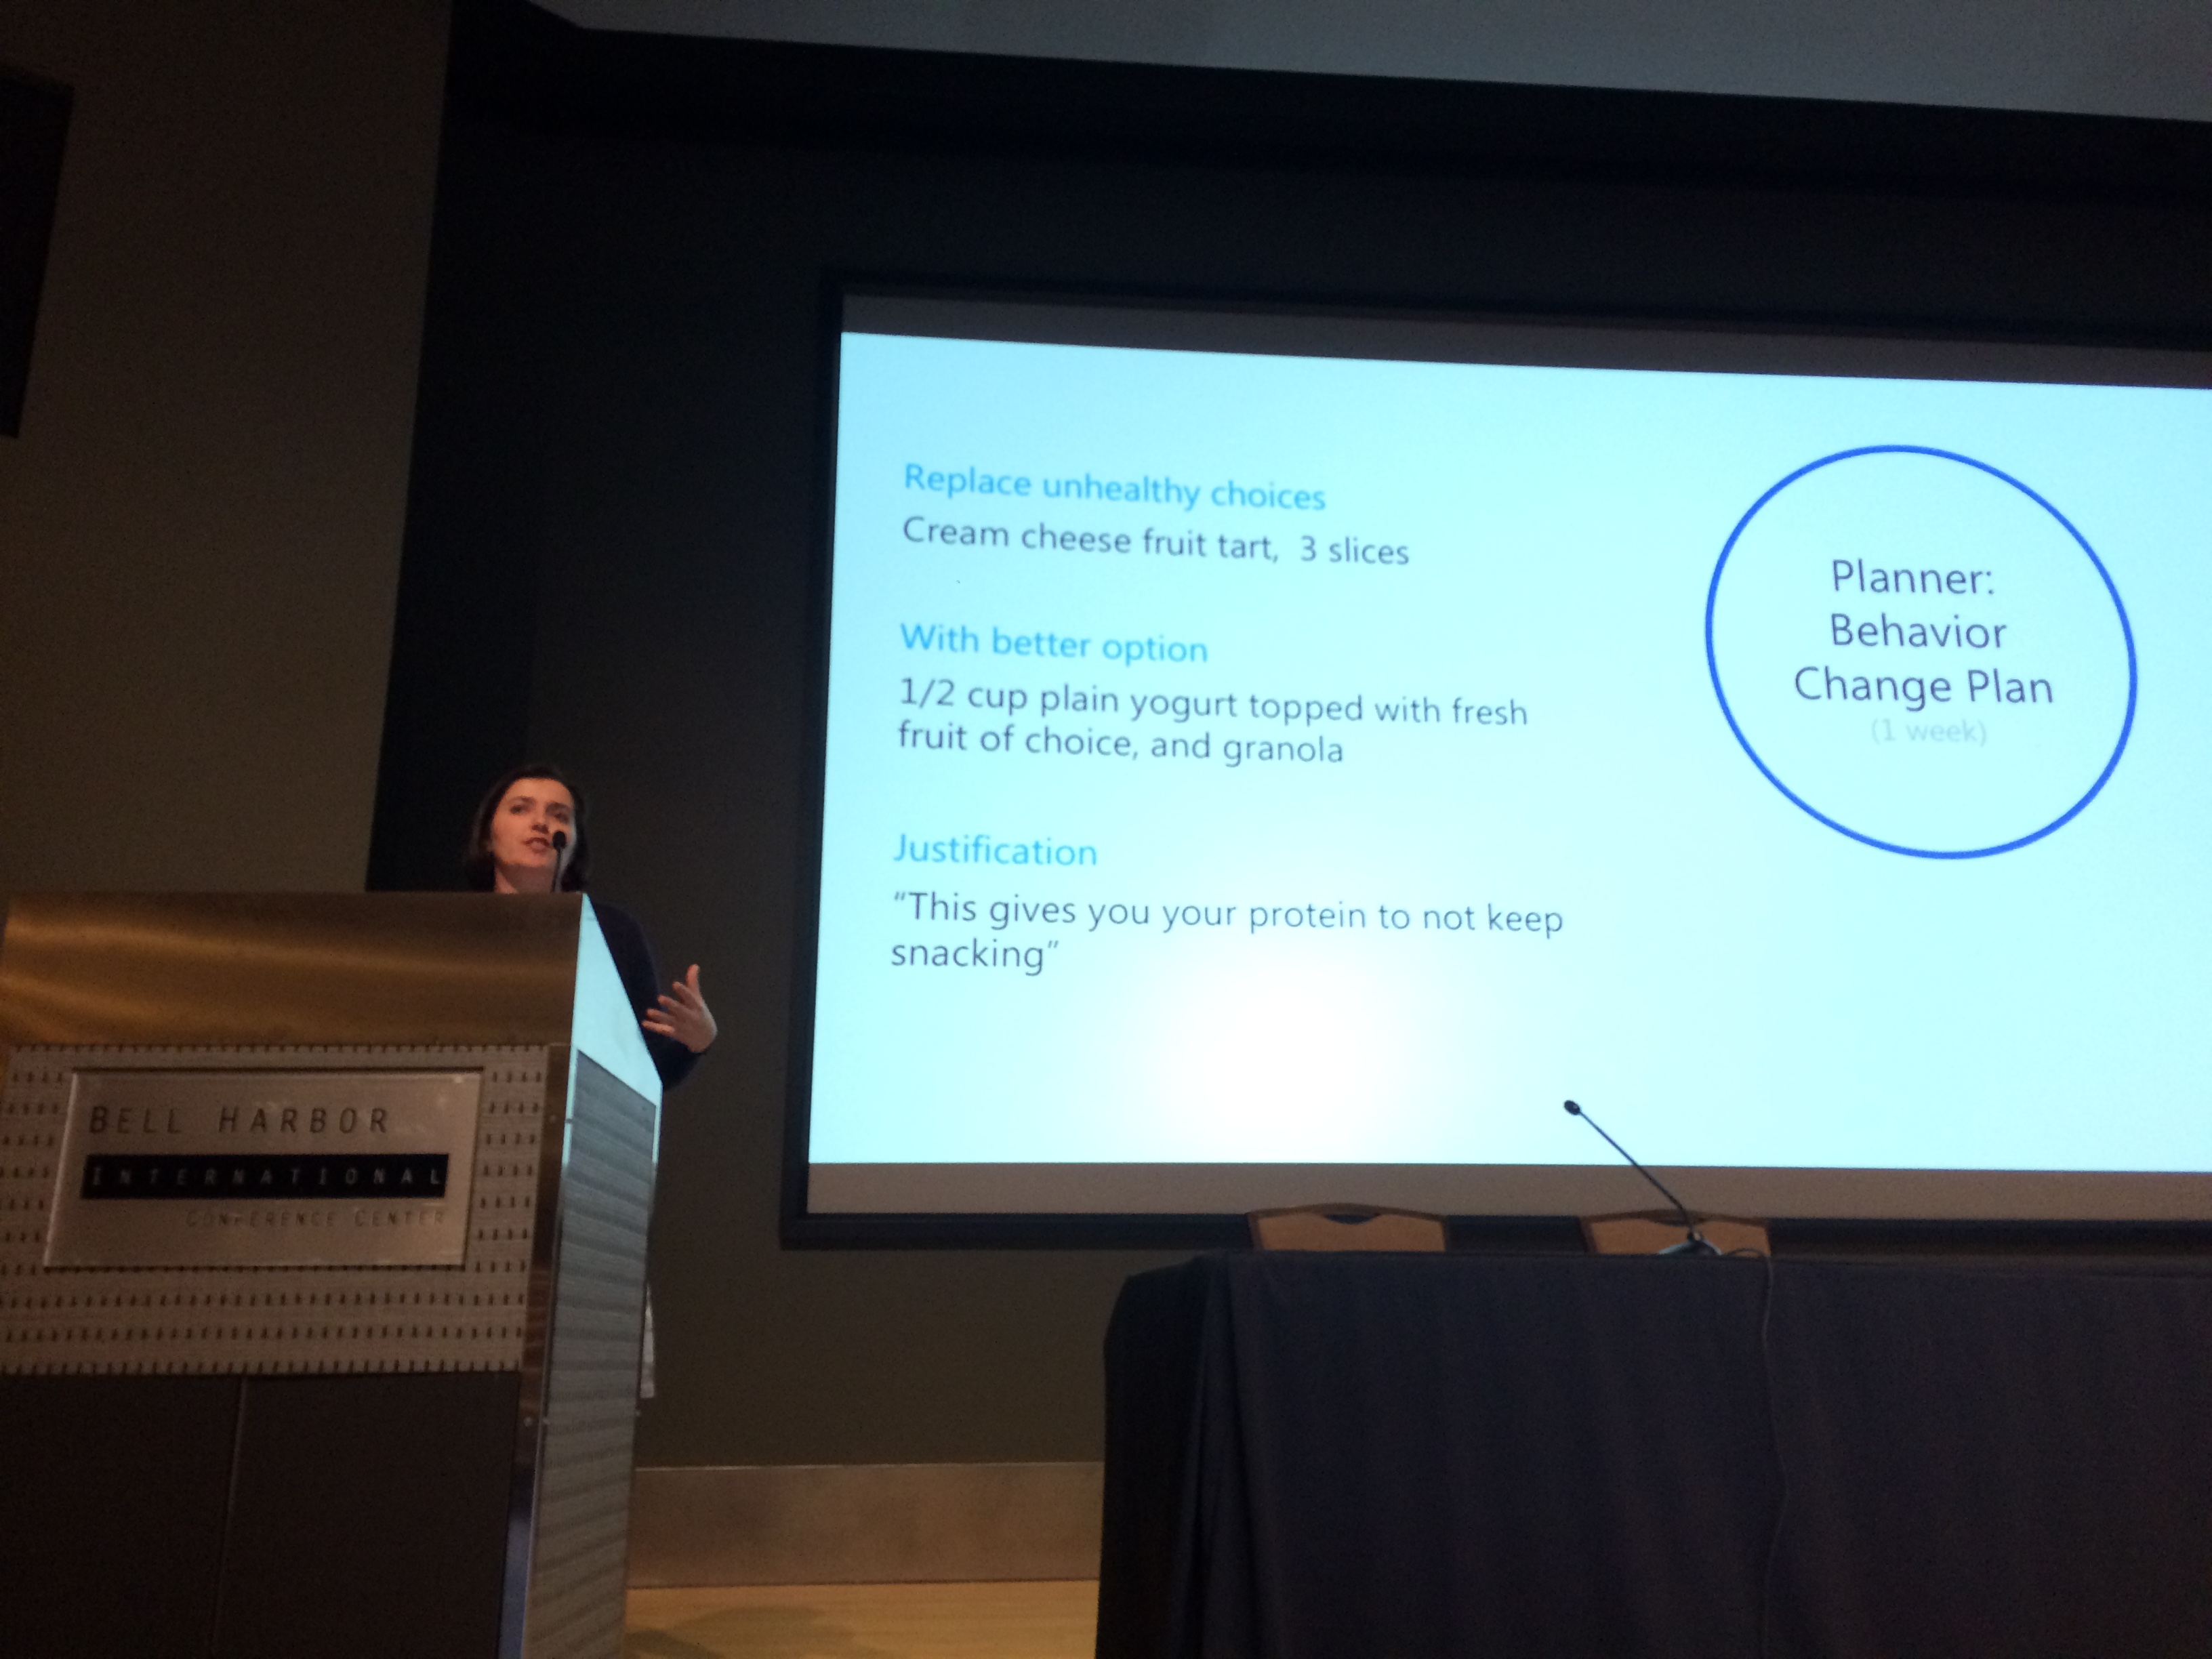 Replace unhealthy choices
Cream cheese fruit tart, 3 slices
With better option
1/2 cup plain yogurt topped with fresh
fruit of choice, and granola
Justification
“This gives you your protein to not keep
snacking”
Planner:
Behavior
Change Plan
(1 week)
BELL HARBOR
INTERNATIONAL
CONFERENCE CENTER